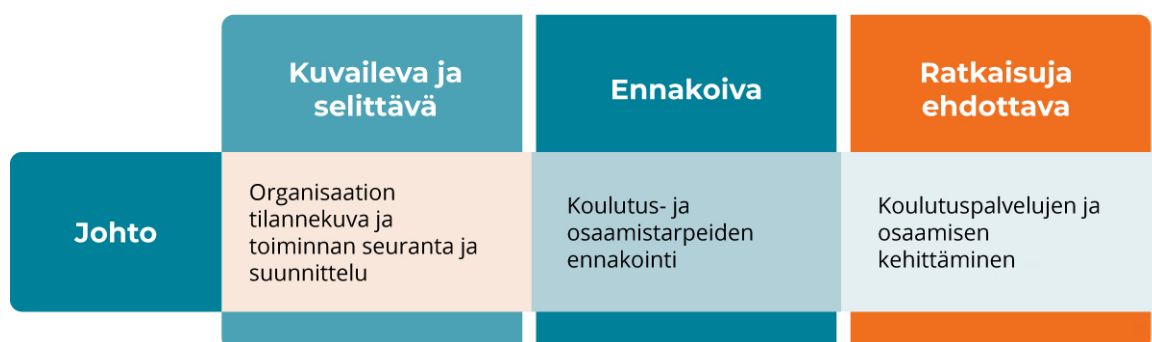 Kuvaileva ja
selittävä
Ennakoiva
Ratkaisuja
ehdottava
Johto
Organisaation
tilannekuva ja
toiminnan seuranta ja
suunnittelu
Koulutus- ja
osaamistarpeiden
ennakointi
Koulutuspalvelujen ja
osaamisen
kehittäminen